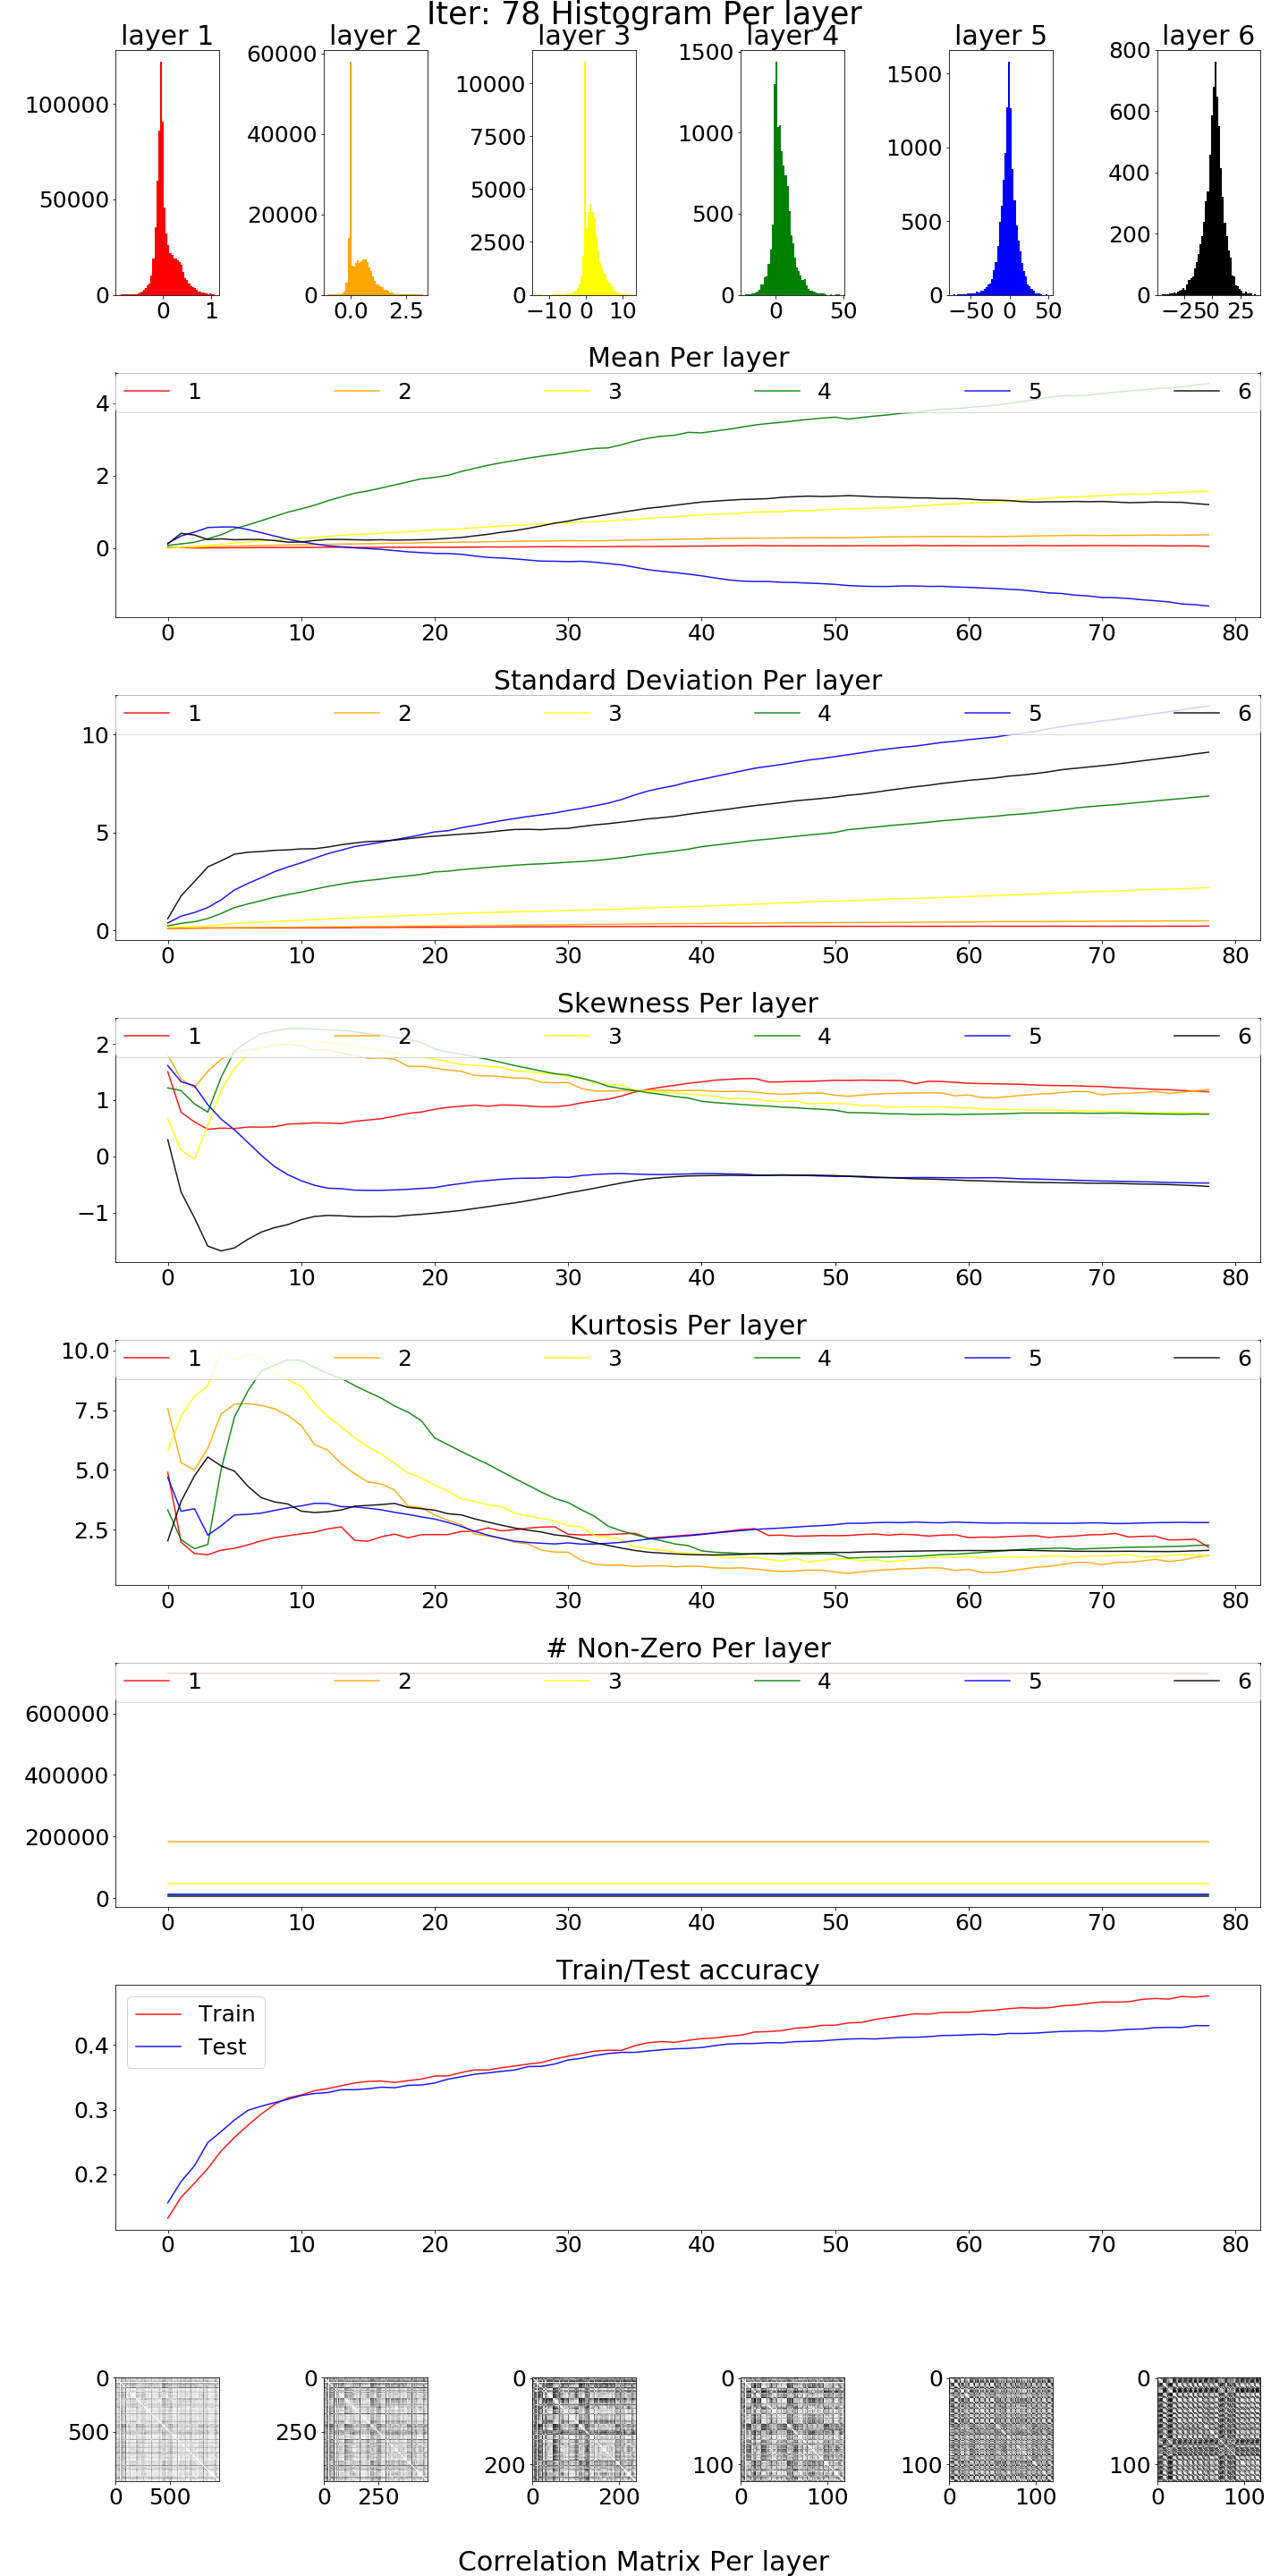 Iter: 78 Histogram Per layer
layer 1 layer 2 layer 3 layer 4 layer 5 layer 6
100000
50000
0
0 1
60000
40000
20000
0
0.0 2.5
10000
7500
5000
2500
0
−10 0 10
1500
1000
500
0
0 50
1500
1000
500
0
−50 0 50
800
600
400
200
0
−25 0 25
Mean Per layer
1 2 3 4 5 6
4
2
0
0 10 20 30 40 50 60 70 80
Standard Deviation Per layer
1 2 3 4 5 6
10
5
0
0 10 20 30 40 50 60 70 80
Skewness Per layer
1 2 3 4 5 6
2
1
0
−1
0 10 20 30 40 50 60 70 80
Kurtosis Per layer
1 2 3 4 5 6
10.0
7.5
5.0
2.5
0 10 20 30 40 50 60 70 80
# Non-Zero Per layer
1 2 3 4 5 6
600000
400000
200000
0
0 10 20 30 40 50 60 70 80
Train/Test accuracy
Train
Test
0.4
0.3
0.2
0 10 20 30 40 50 60 70 80
0
500
0 500
0
250
0 250
0
200
0 200
0
100
0 100
0
100
0 100
0
100
0 100
Correlation Matrix Per layer